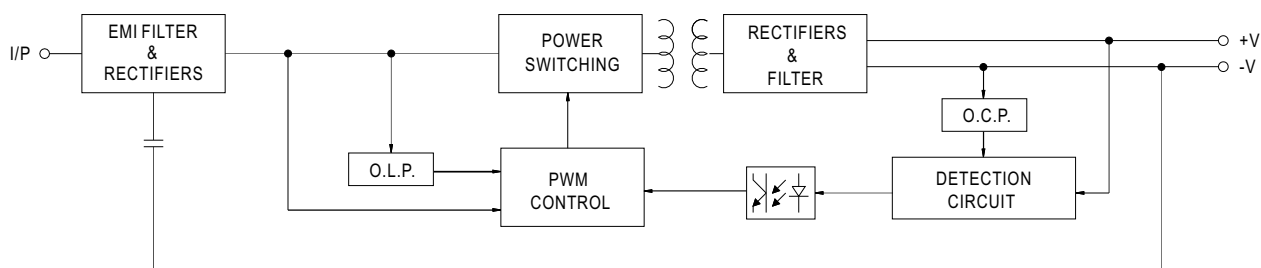 I/P
EMI FILTER
&
RECTIFIERS
POWER
SWITCHING
RECTIFIERS
&
FILTER
+V
-V
O.C.P.
O.L.P.
PWM
CONTROL
DETECTION
CIRCUIT